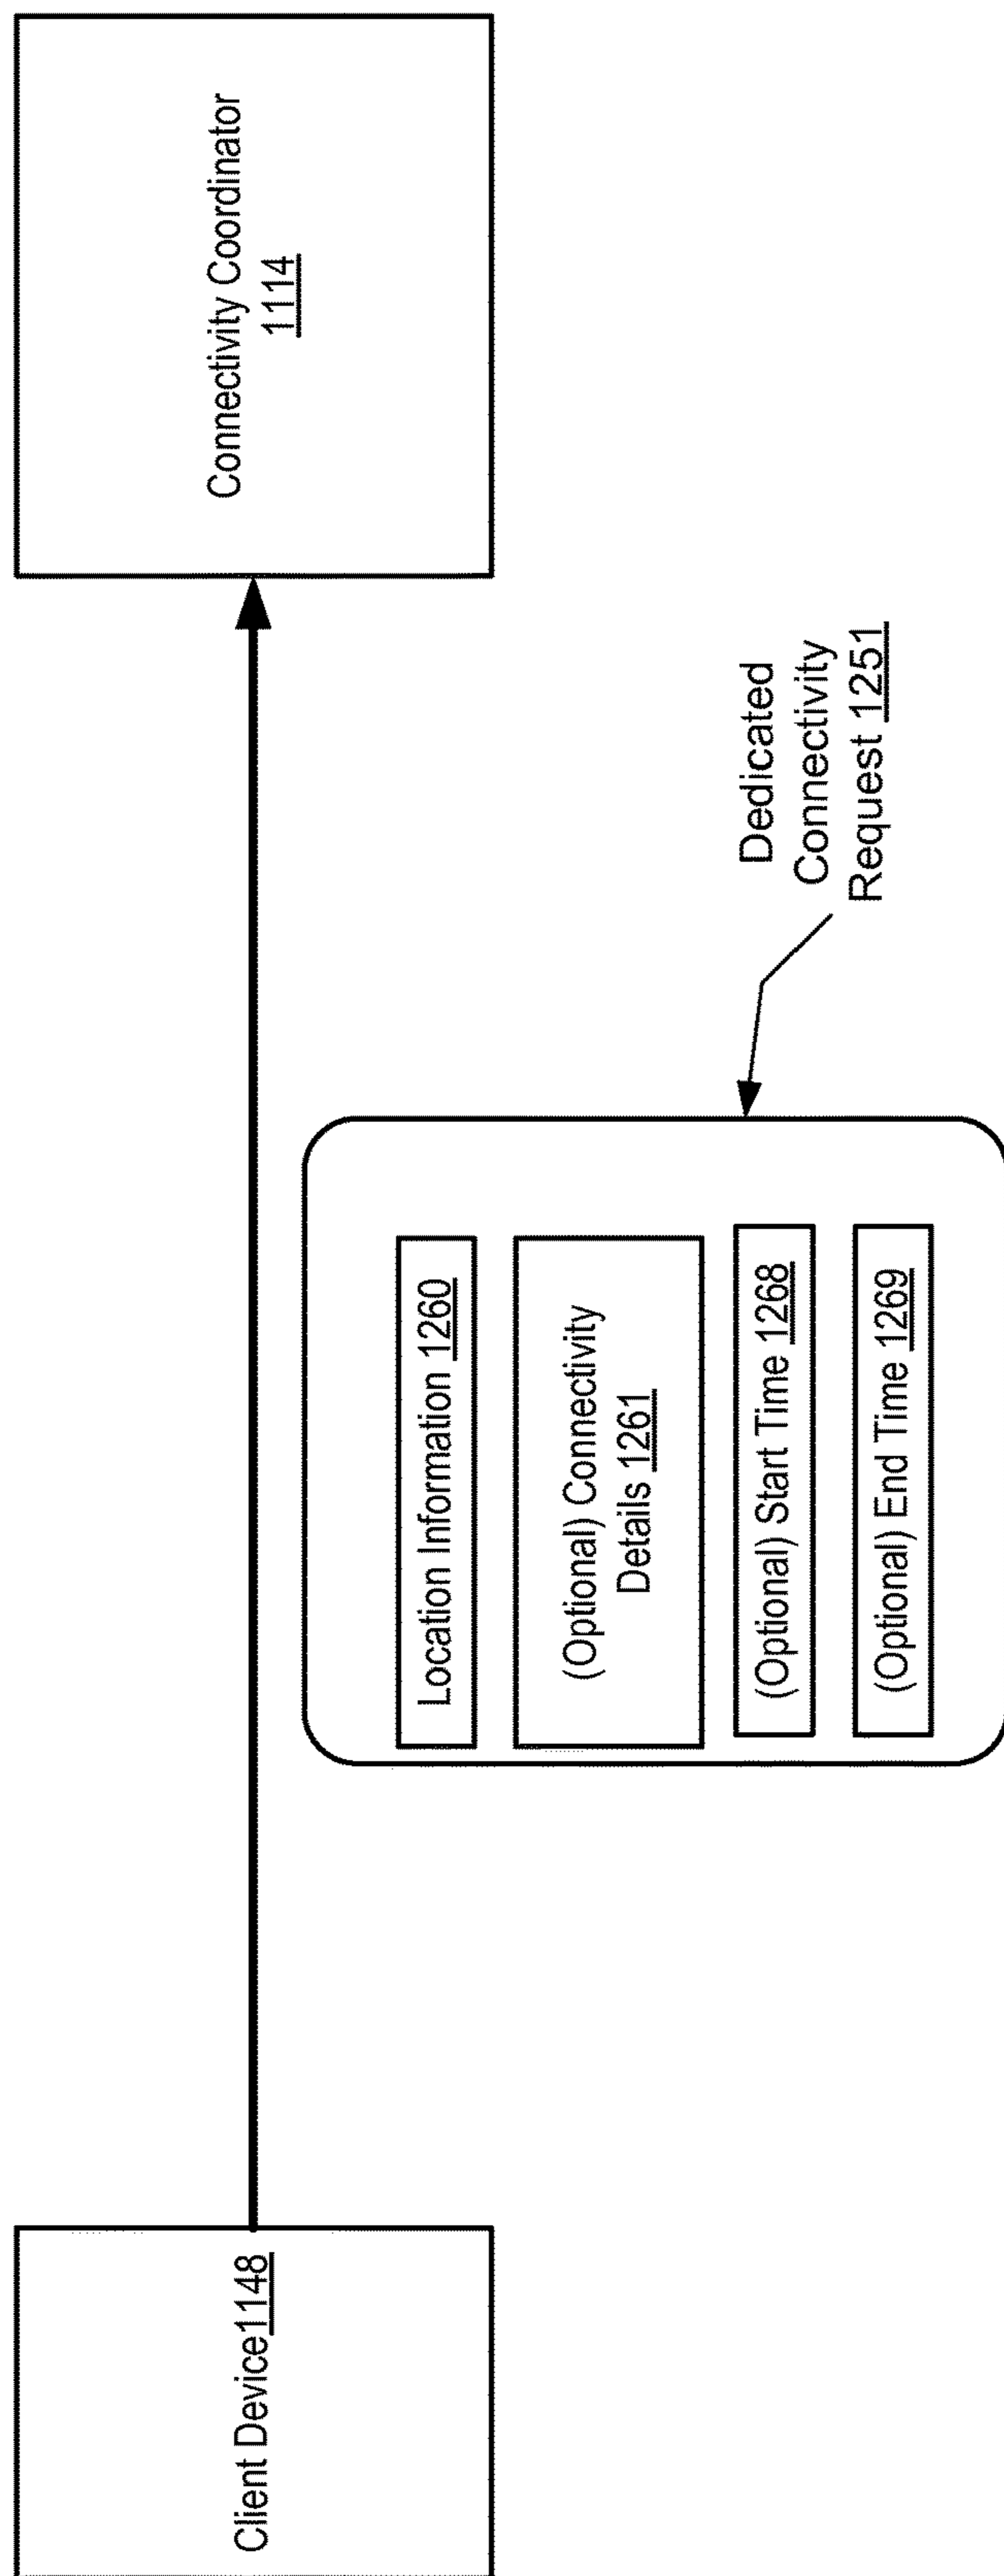 Client Device1148
Connectivity Coordinator
1114
Location Information 1260
(Optional) Connectivity
Details 1261
(Optional) Start Time 1268
(Optional) End Time 1269
Dedicated
Connectivity
Request 1251